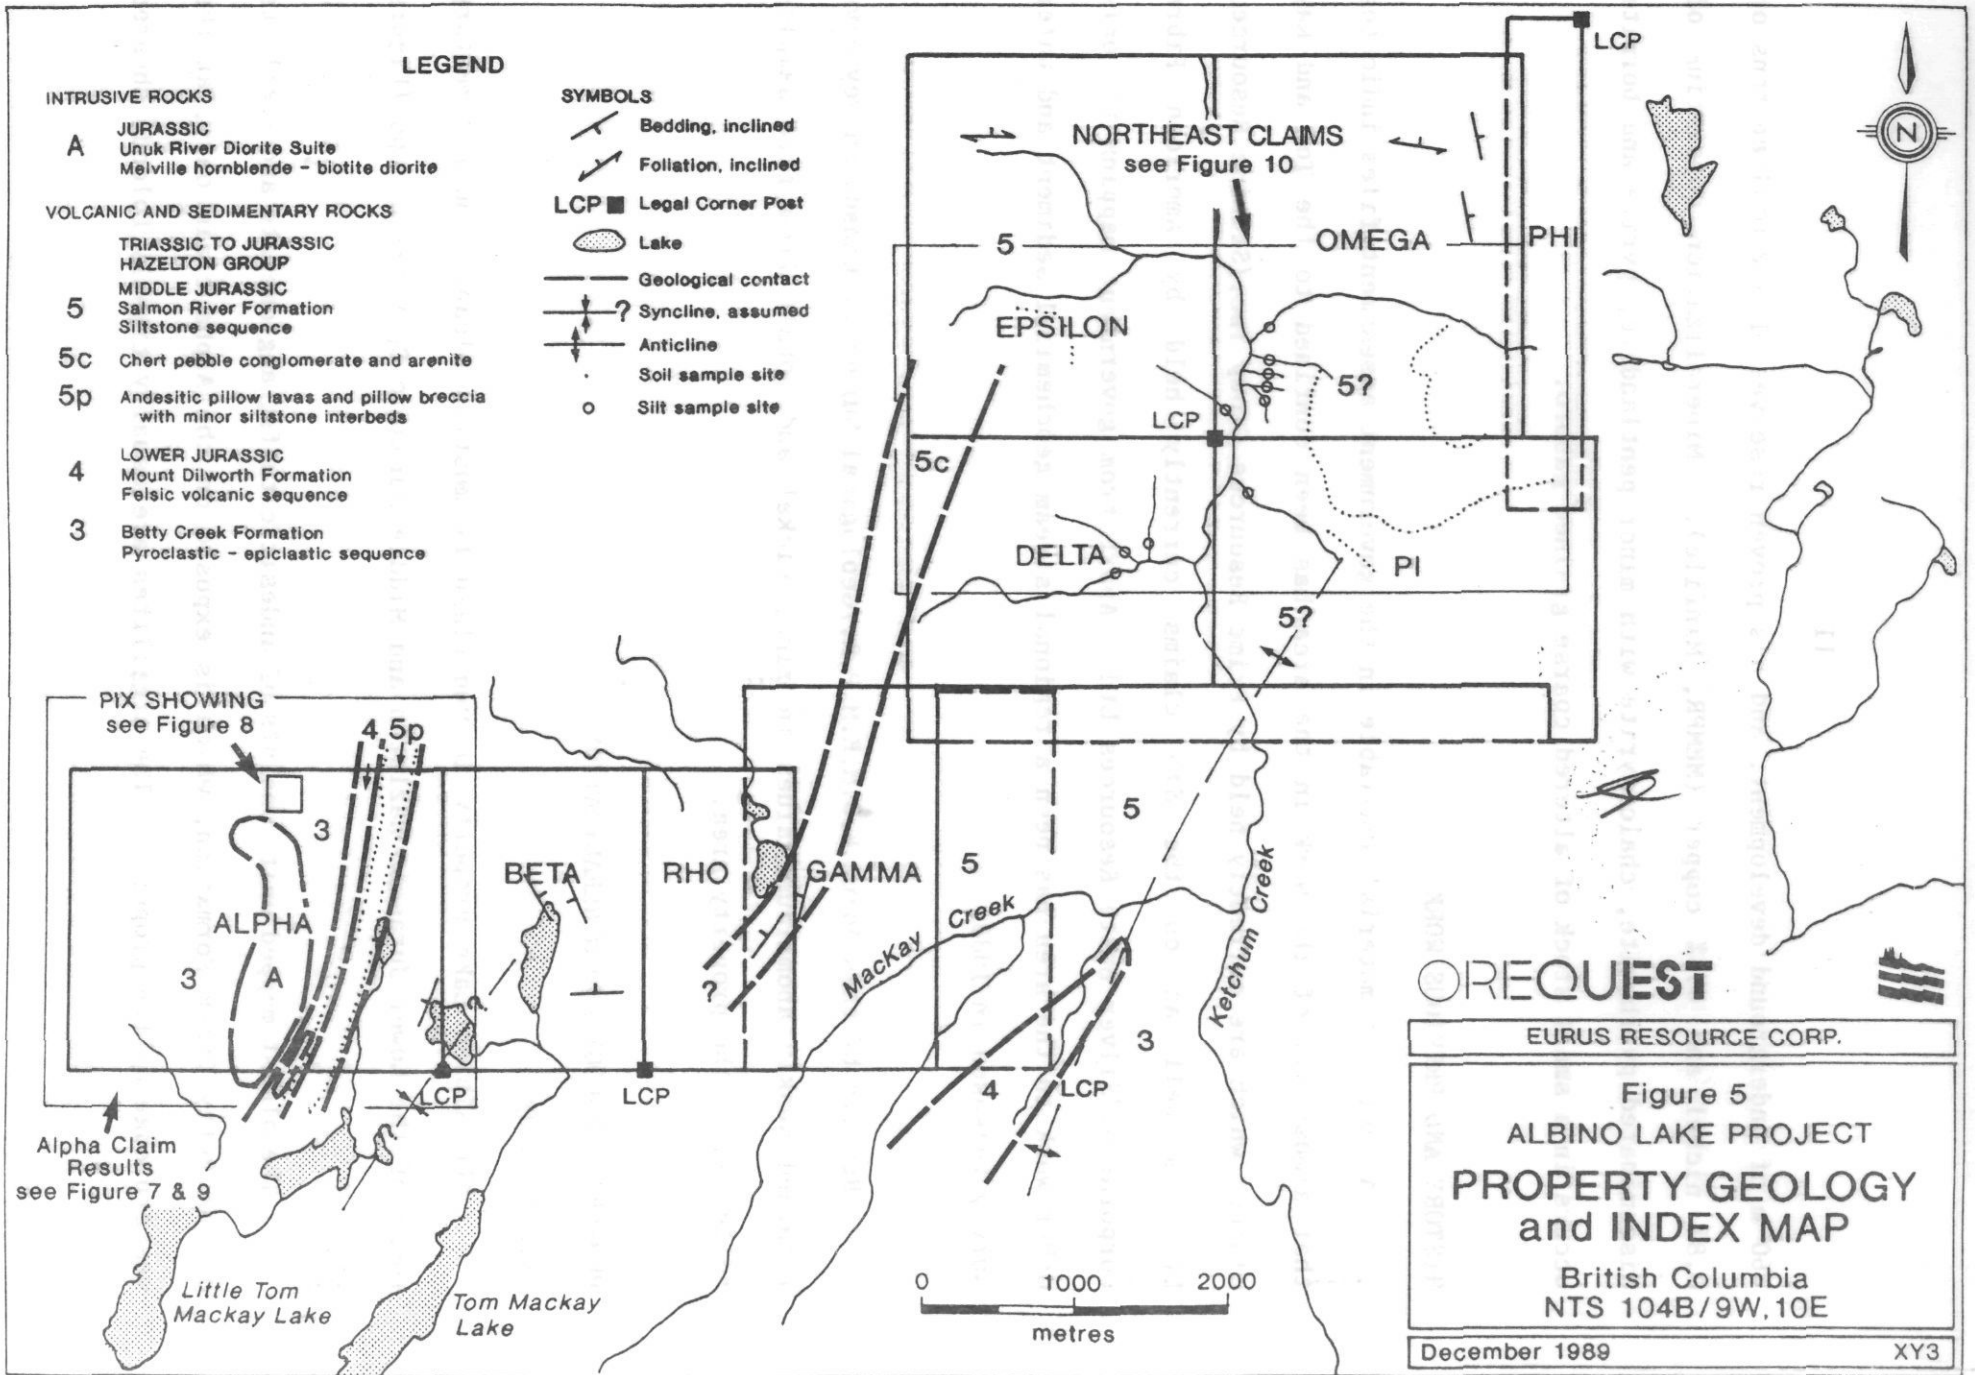 LEGEND
INTRUSIVE ROCKS
A
JURASSIC
Unuk River Diorite Suite
Melville hornblende - biotite diorite
VOLCANIC AND SEDIMENTARY ROCKS
TRIASSIC TO JURASSIC
HAZELTON GROUP
MIDDLE JURASSIC
5 Salmon River Formation
Siltstone sequence
5c Chert pebble conglomerate and arenite
5p Andesitic pillow lavas and pillow breccia
with minor siltstone interbeds
LOWER JURASSIC
4 Mount Dilworth Formation
Felsic volcanic sequence
3 Betty Creek Formation
Pyroclastic - epiclastic sequence
SYMBOLS
Bedding, inclined
Foliation, inclined
LCP Legal Corner Post
Lake
Geological contact
? Syncline, assumed
Anticline
Soil sample site
Silt sample site
LCP
N
NORTHEAST CLAIMS
see Figure 10
5
OMEGA
PHI
EPSILON
5?
LCP
5c
DELTA
PI
5?
PIX SHOWING
see Figure 8
4 5p
3
5
BETA
RHO
GAMMA
5
ALPHA
3
A
MacKay Creek
Ketchum Creek
?
?
3
4
LCP
LCP
LCP
?
Alpha Claim
Results
see Figure 7 & 9
Little Tom
Mackay Lake
Tom Mackay
Lake
0 1000 2000
metres
OREQUEST
EURUS RESOURCE CORP.
Figure 5
ALBINO LAKE PROJECT
PROPERTY GEOLOGY
and INDEX MAP
British Columbia
NTS 104B/9W, 10E
December 1989 XY3